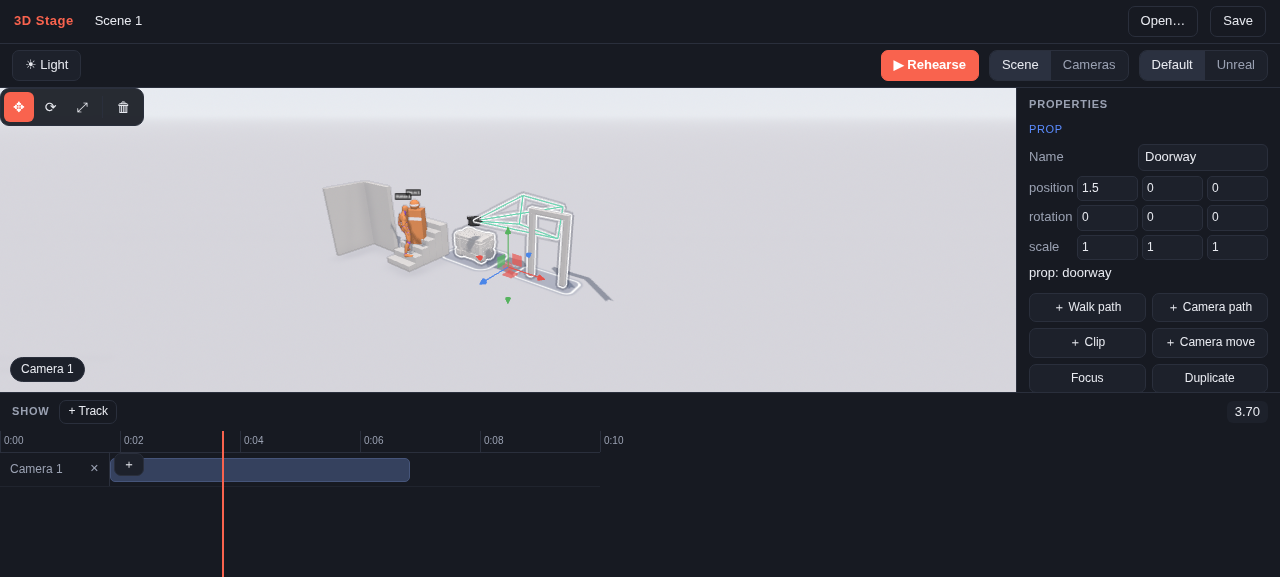 3D Stage Scene 1 Open… Save
☀ Light ▶ Rehearse Scene Cameras Default Unreal
PROPERTIES
PROP
Name Doorway
position 1.5 0 0
rotation 0 0 0
scale 1 1 1
prop: doorway
+ Walk path + Camera path
+ Clip + Camera move
Focus Duplicate
Camera 1
SHOW + Track 3.70
0:00 0:02 0:04 0:06 0:08 0:10
Camera 1 × +